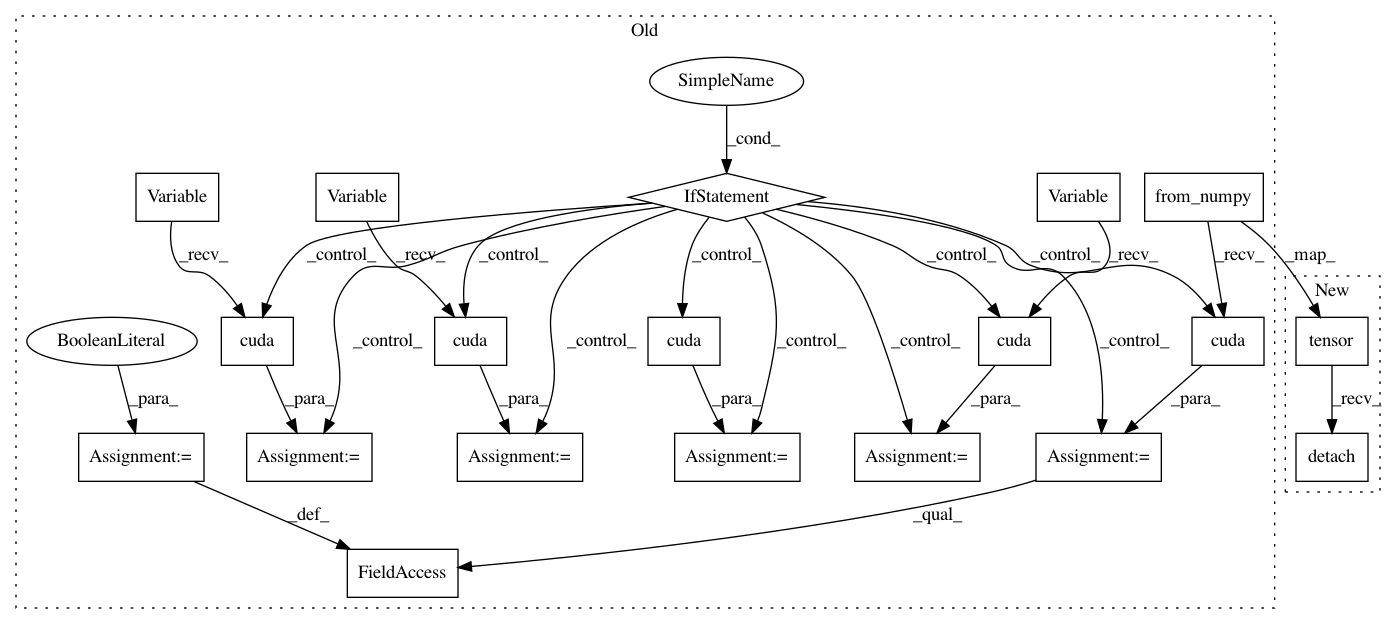 Old
SimpleName
_cond_
Variable
Variable
IfStatement
Variable
from_numpy
_recv_
_control_
_recv_
_control_
_control_
_control_
_control_
_recv_
_recv_
_map_
New
BooleanLiteral
cuda
_control_
cuda
_control_
cuda
_control_
_control_
cuda
_control_
cuda
tensor
_para_
_para_
_para_
_para_
_para_
_para_
_recv_
Assignment:=
Assignment:=
Assignment:=
Assignment:=
Assignment:=
Assignment:=
detach
_def_
_qual_
FieldAccess